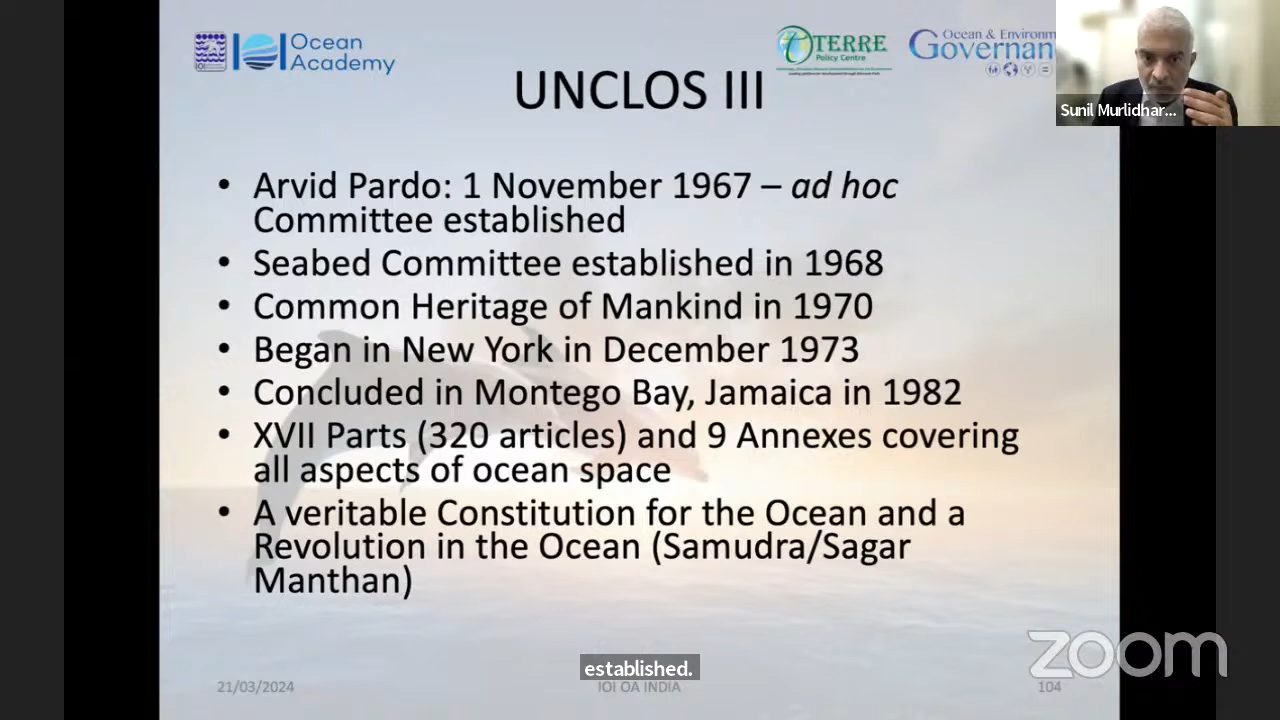 IOI
Ocean
Academy
TERRE
Policy Centre
Ocean & Environm
Governan
UNCLOS III
Sunil Murlidhar...
• Arvid Pardo: 1 November 1967 – ad hoc
Committee established
• Seabed Committee established in 1968
• Common Heritage of Mankind in 1970
• Began in New York in December 1973
• Concluded in Montego Bay, Jamaica in 1982
• XVII Parts (320 articles) and 9 Annexes covering
all aspects of ocean space
• A veritable Constitution for the Ocean and a
Revolution in the Ocean (Samudra/Sagar
Manthan)
zoom
established.
21/03/2024
IOI OA INDIA
104